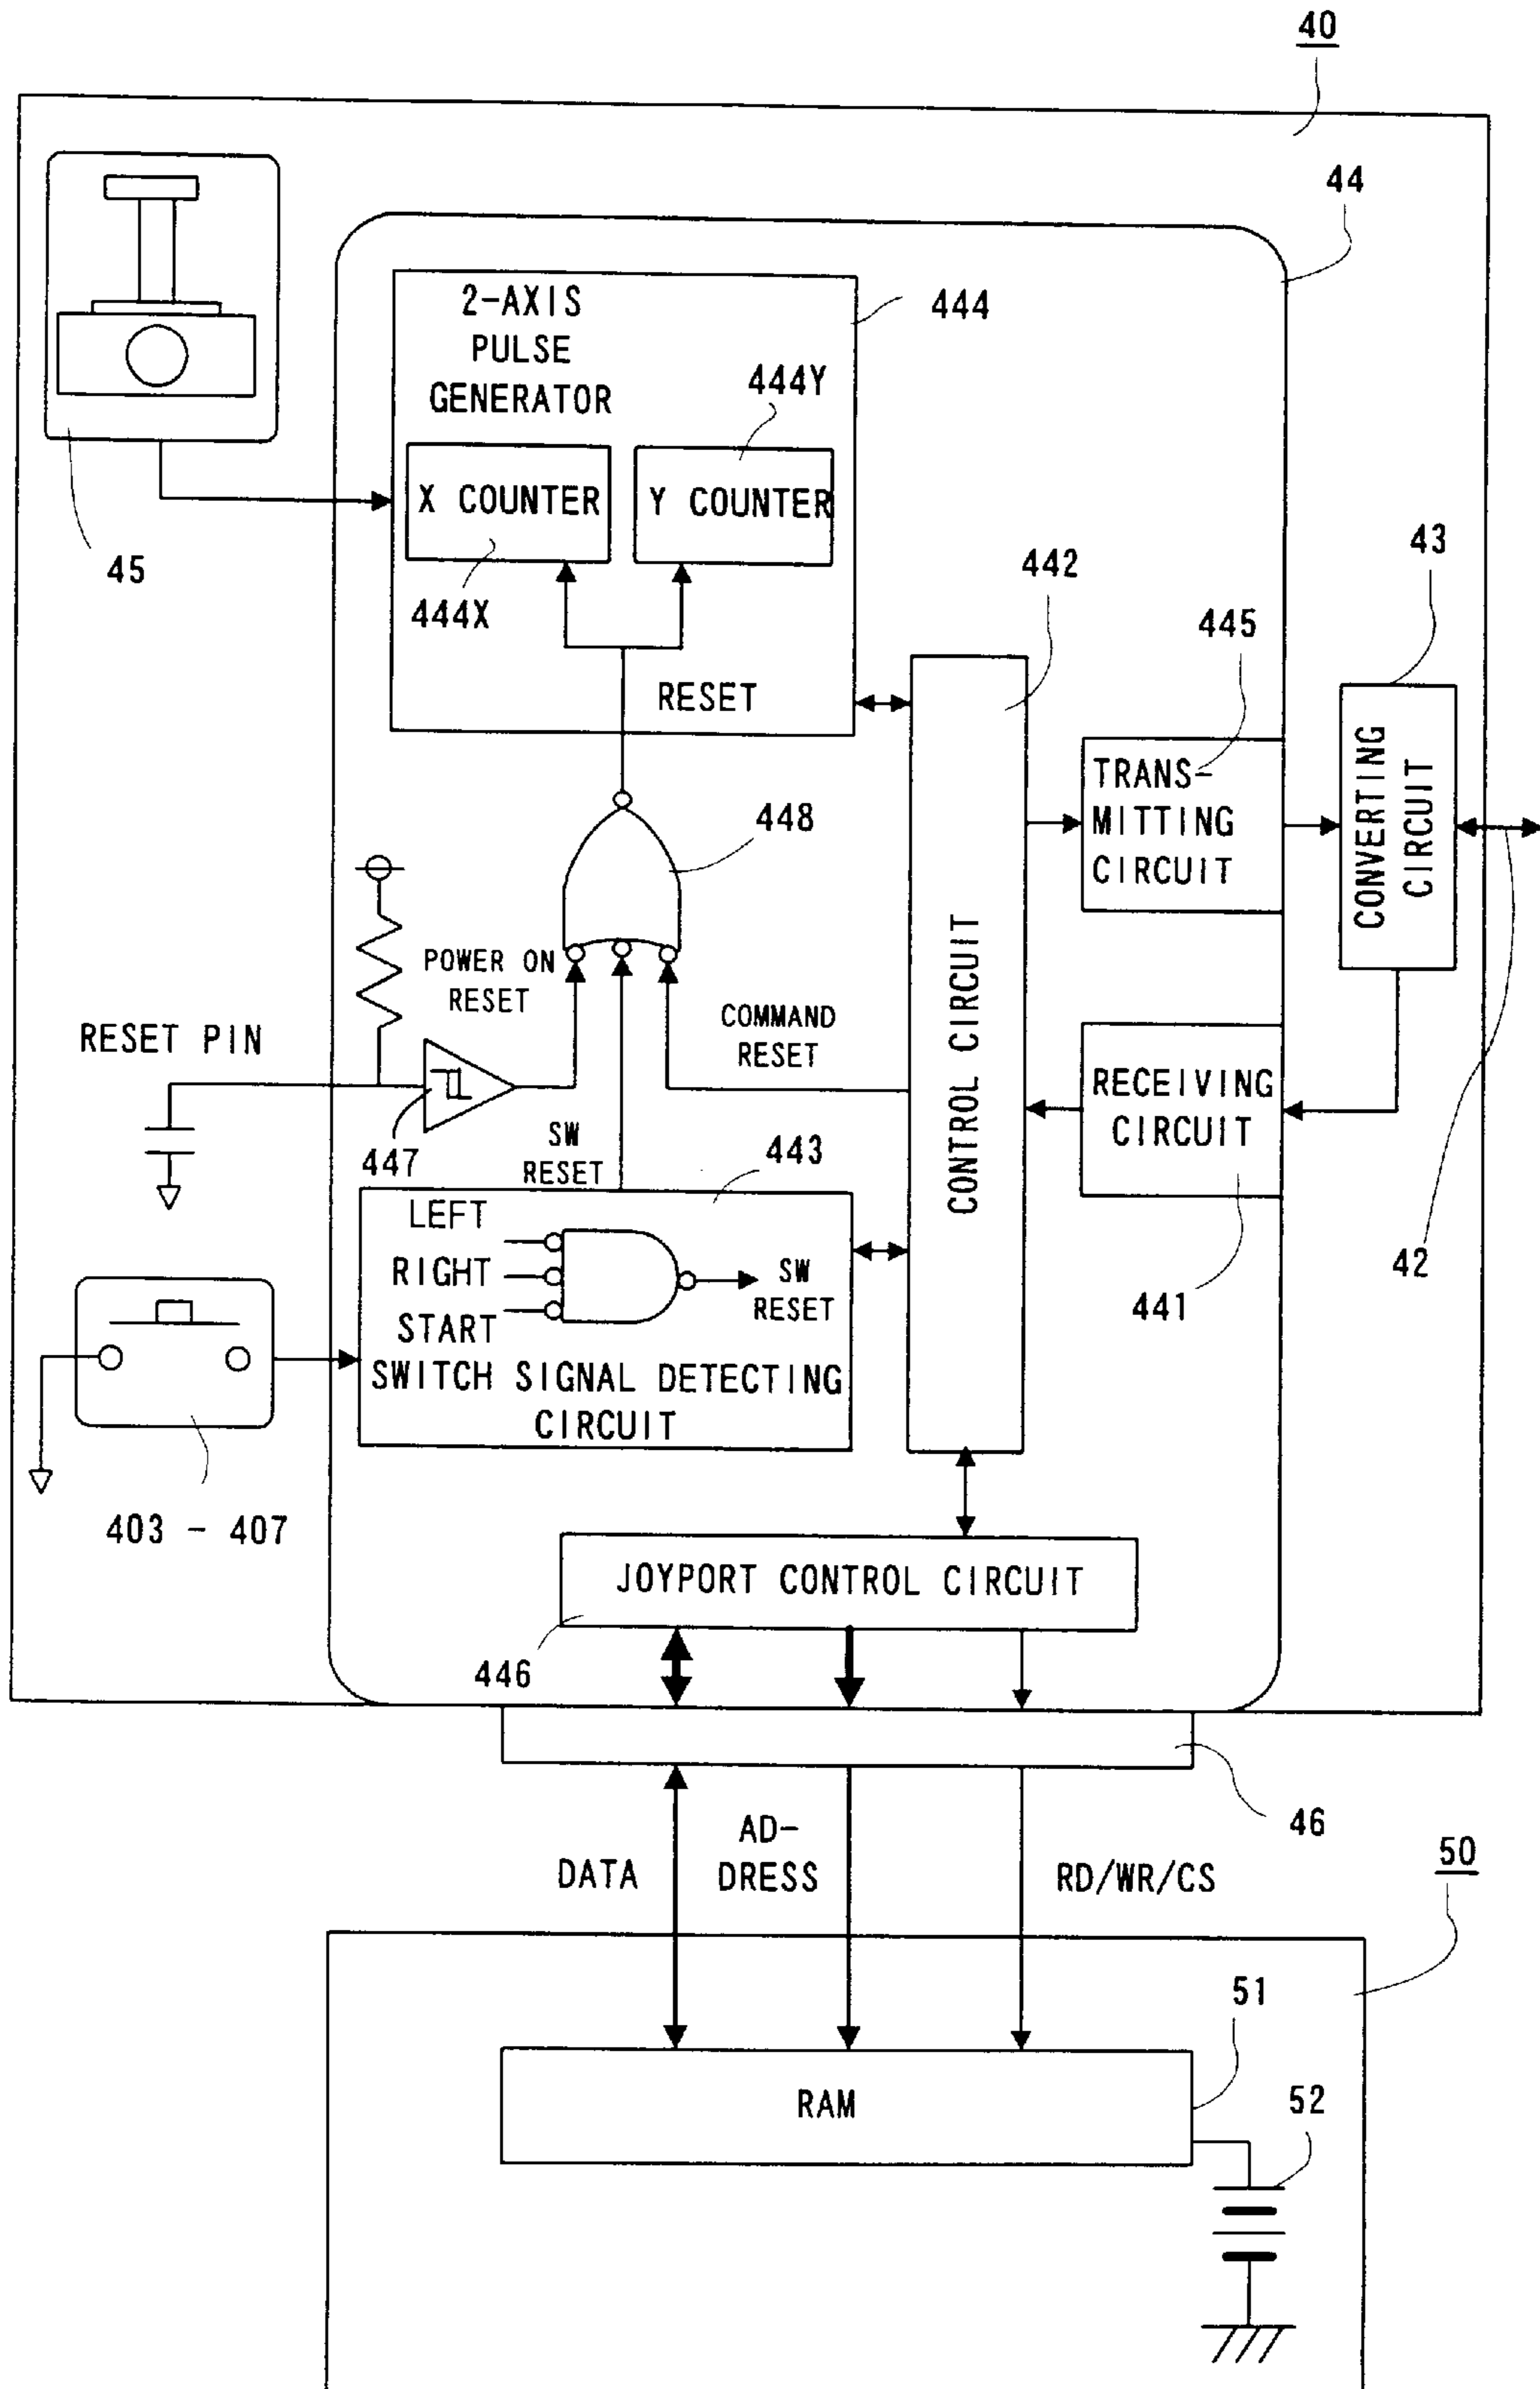 40
44
2-AXIS
PULSE
GENERATOR
444
444Y
X COUNTER
Y COUNTER
45
444X
442
43
445
RESET
TRANS-
MITTING
CIRCUIT
CONVERTING
CIRCUIT
448
POWER ON
RESET
COMMAND
RESET
CONTROL CIRCUIT
RESET PIN
RECEIVING
CIRCUIT
447
SW
RESET
443
LEFT
RIGHT
START
SW
RESET
441
42
SWITCH SIGNAL DETECTING
CIRCUIT
403 - 407
JOYPORT CONTROL CIRCUIT
446
46
DATA
AD-
DRESS
RD/WR/CS
50
51
RAM
52